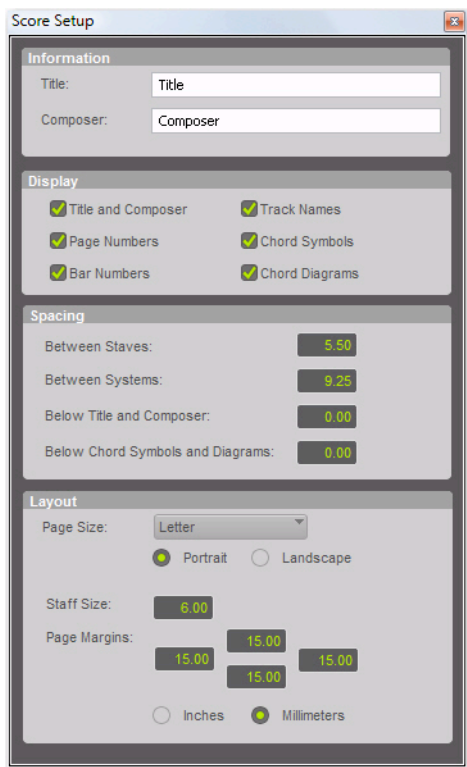 Score Setup
Information
Title: Title
Composer: Composer
Display
Title and Composer Track Names
Page Numbers Chord Symbols
Bar Numbers Chord Diagrams
Spacing
Between Staves: 5.50
Between Systems: 9.25
Below Title and Composer: 0.00
Below Chord Symbols and Diagrams: 0.00
Layout
Page Size: Letter
Portrait Landscape
Staff Size: 6.00
Page Margins: 15.00
15.00 15.00
15.00
Inches Millimeters